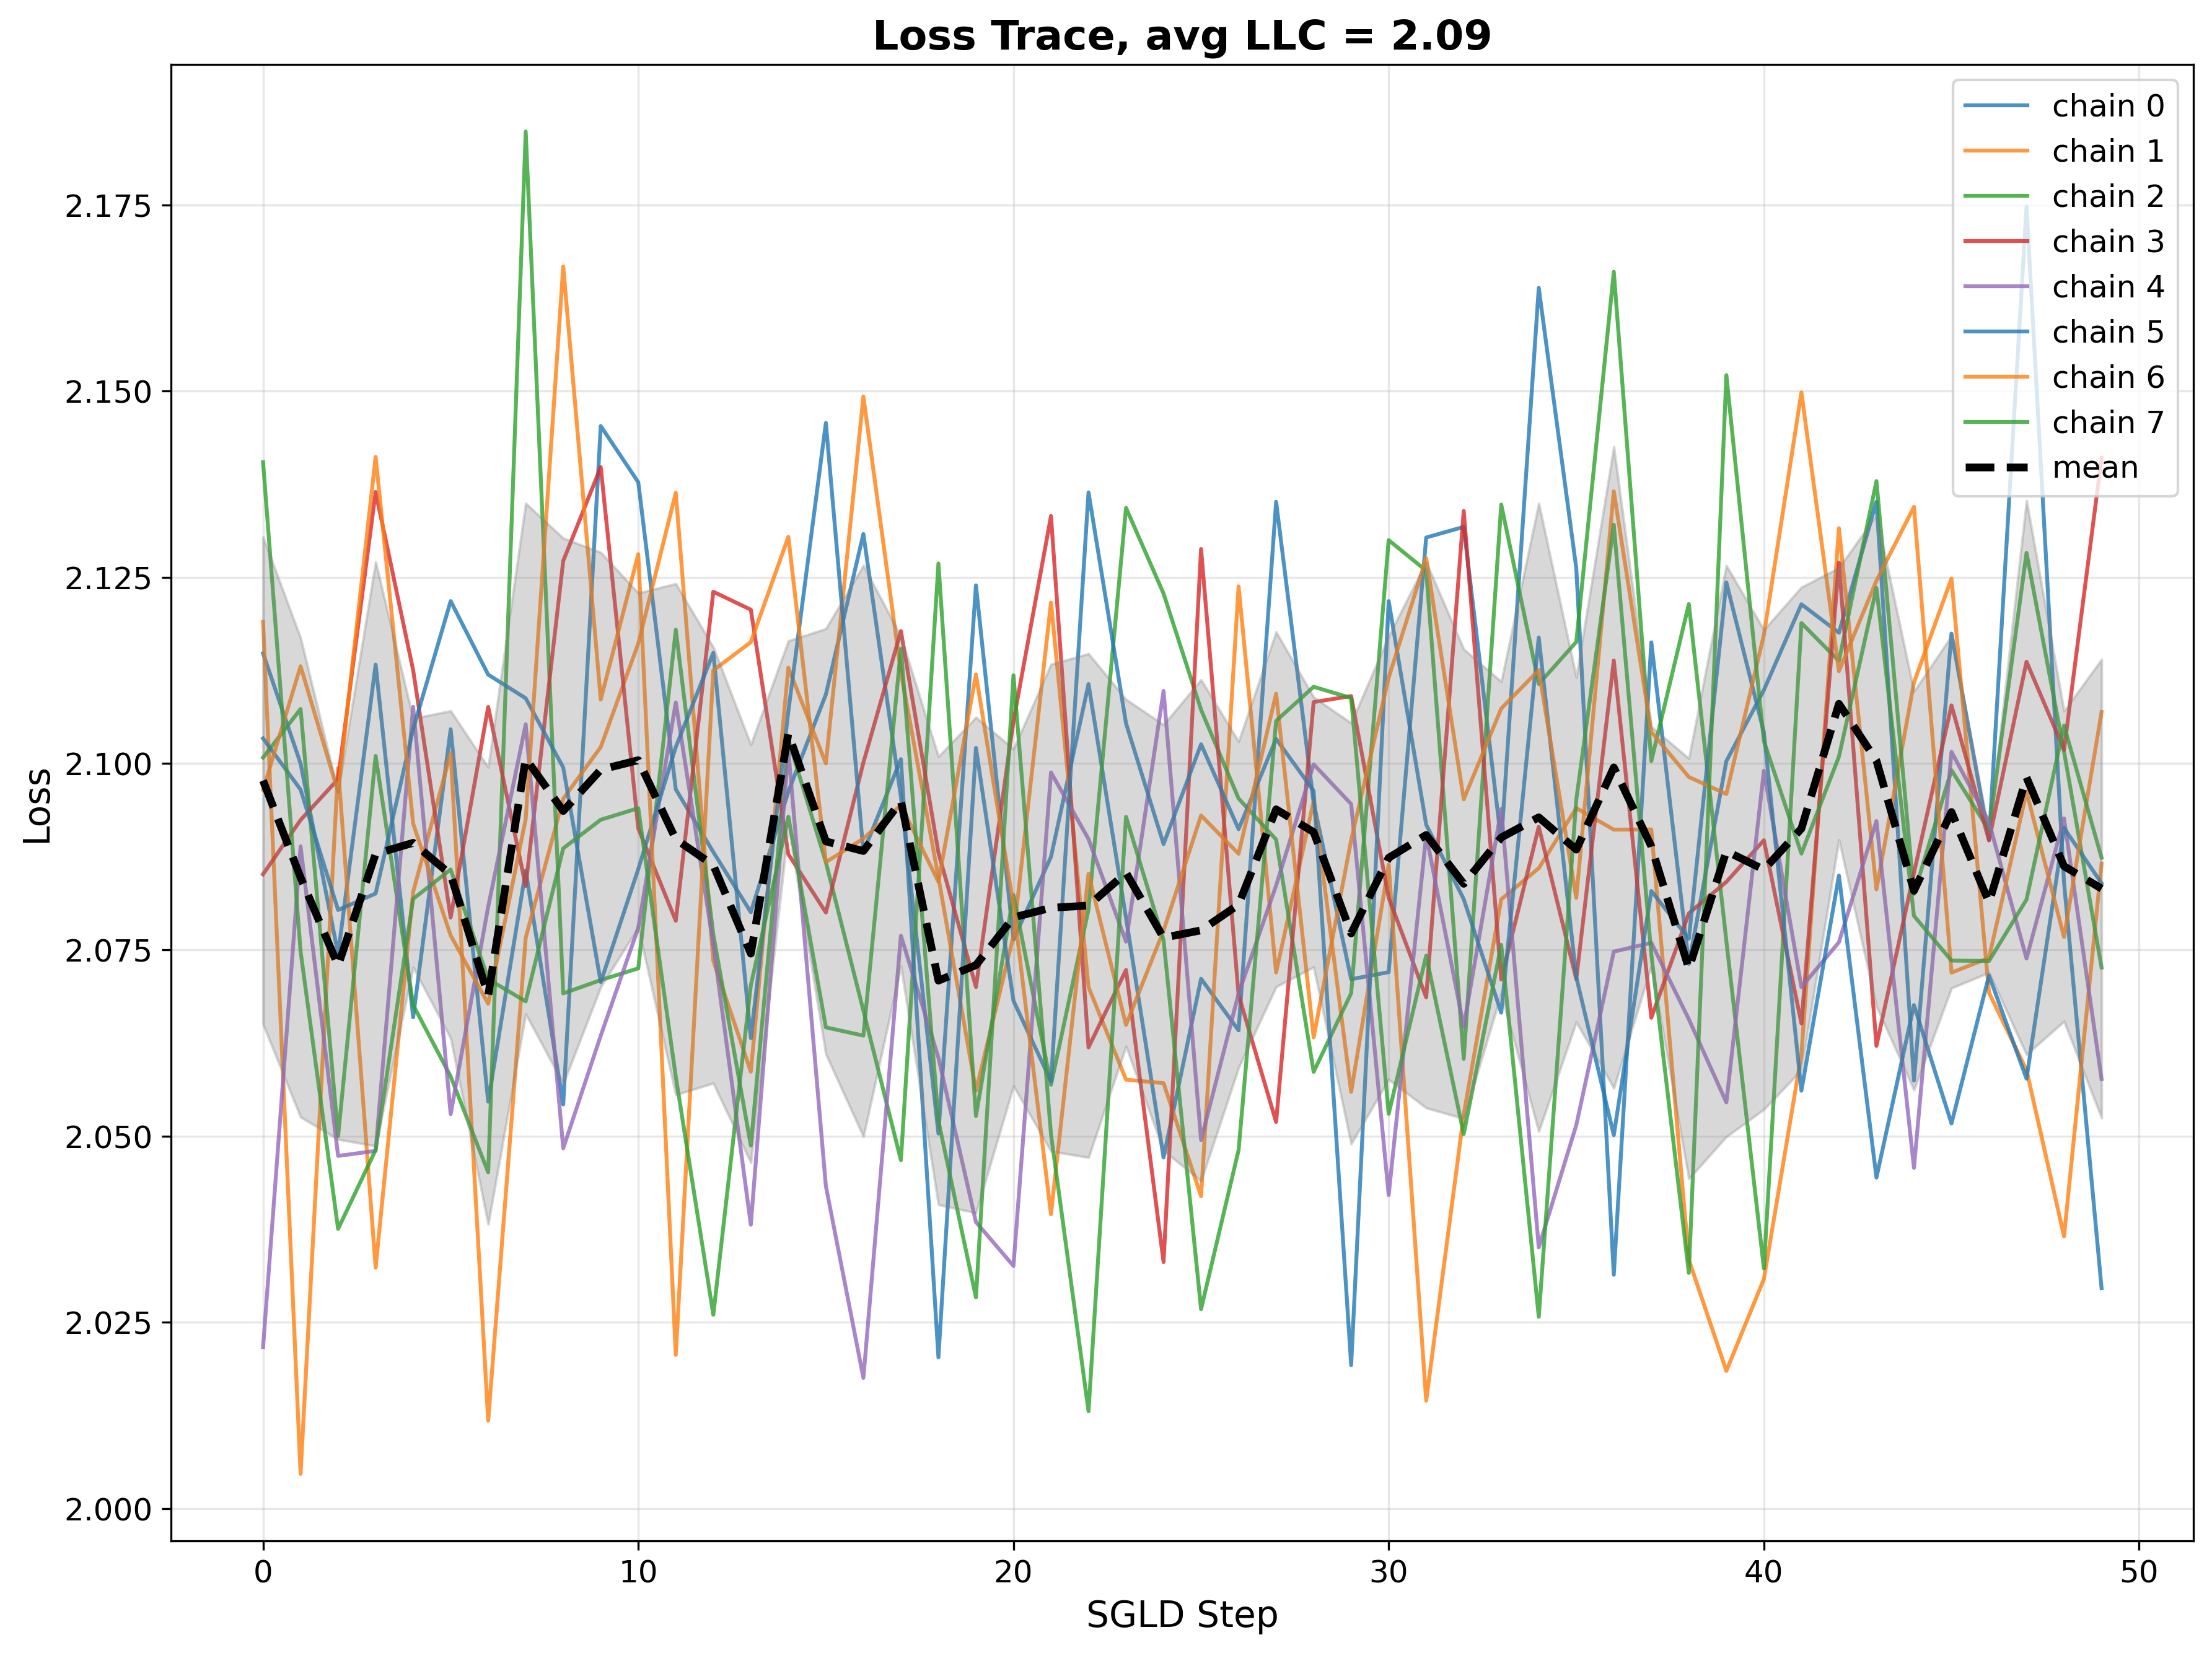 Loss Trace, avg LLC = 2.09
chain 0
chain 1
chain 2
chain 3
chain 4
chain 5
chain 6
chain 7
mean
Loss
2.175
2.150
2.125
2.100
2.075
2.050
2.025
2.000
0 10 20 30 40 50
SGLD Step